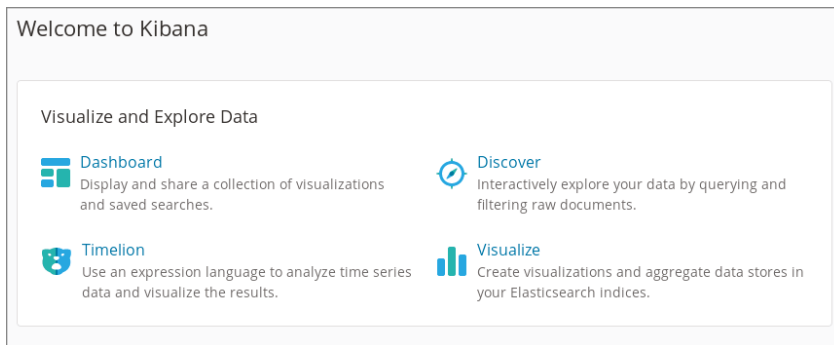 Welcome to Kibana
Visualize and Explore Data
Dashboard
Display and share a collection of visualizations
and saved searches.
Discover
Interactively explore your data by querying and
filtering raw documents.
Timelion
Use an expression language to analyze time series
data and visualize the results.
Visualize
Create visualizations and aggregate data stores in
your Elasticsearch indices.